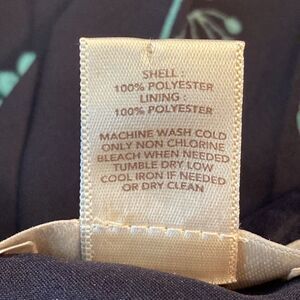 SHELL :
100% POLYESTER
LINING :
100% POLYESTER
MACHINE WASH COLD
ONLY NON CHLORINE
BLEACH WHEN NEEDED
TUMBLE DRY LOW
COOL IRON IF NEEDED
OR DRY CLEAN